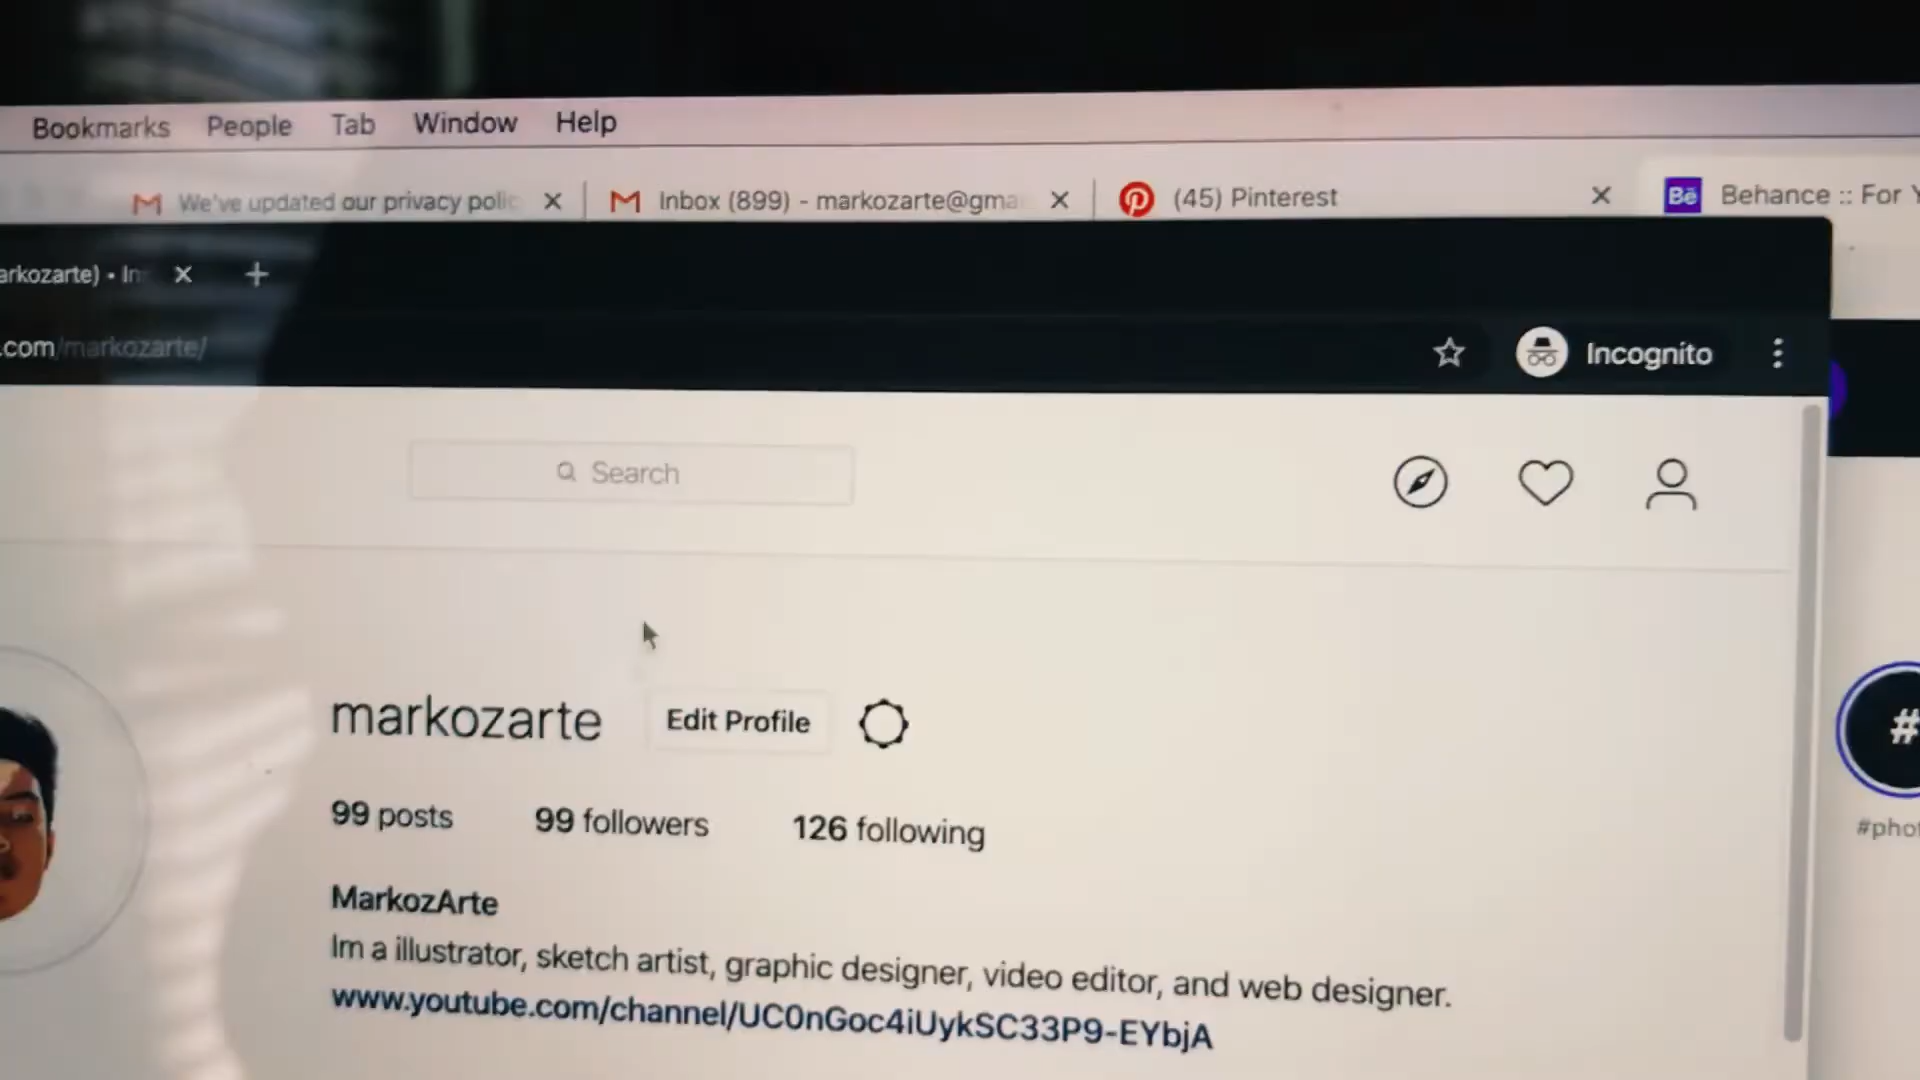 Bookmarks People Tab Window Help
We've updated our privacy polic Inbox (899) - markozarte@gma (45) Pinterest Bē Behance :: For Y
arkozarte) • In
.com/markozarte/ Incognito
Search
markozarte Edit Profile
#
99 posts 99 followers 126 following
#phot
MarkozArte
Im a illustrator, sketch artist, graphic designer, video editor, and web designer.
www.youtube.com/channel/UC0nGoc4iUykSC33P9-EYbjA